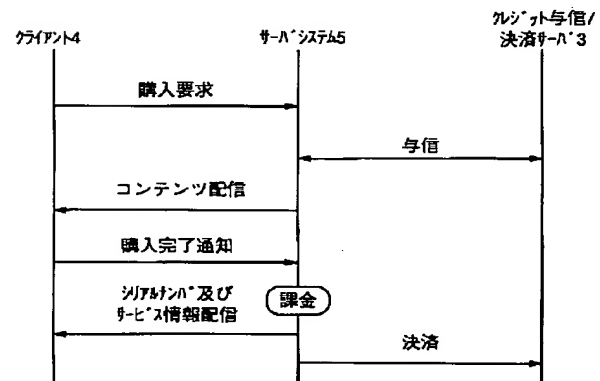 クライアント4
サーバシステム5
クレジット与信/
決済サーバ3
購入要求
与信
コンテンツ配信
購入完了通知
シリアルナンバ及び
サービス情報配信
課金
決済